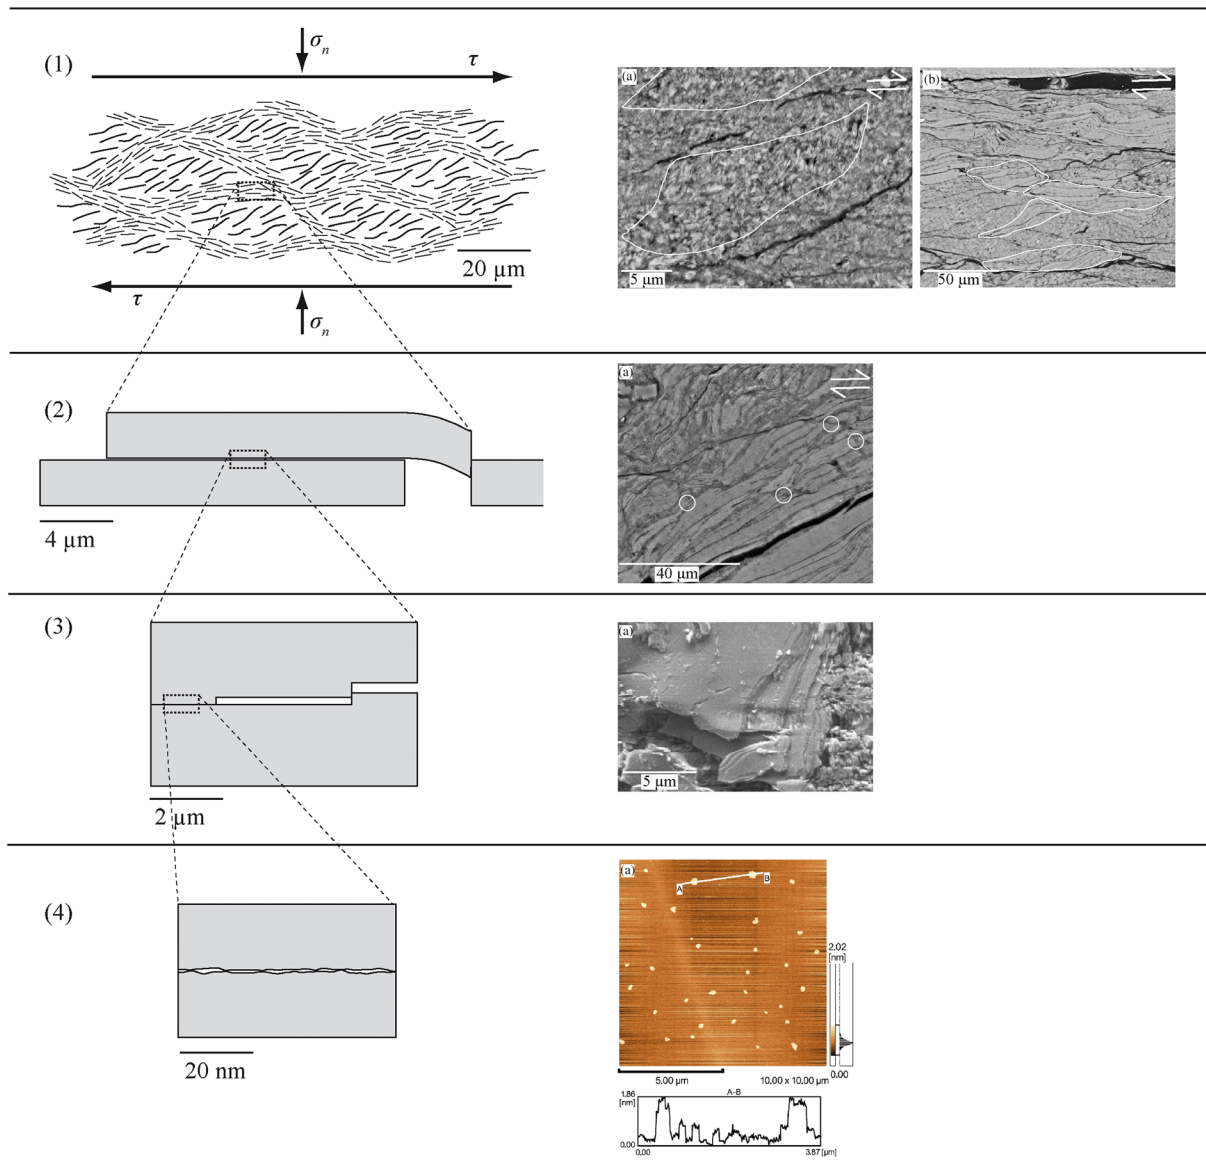 (1)
σn
τ
20 µm
τ
σn
(a)
5 µm
(b)
50 µm
(2)
4 µm
(a)
40 µm
(3)
2 µm
(a)
5 µm
(4)
20 nm
(a)
A
B
2.02
[nm]
0.00
5.00 µm
10.00 x 10.00 µm
A-B
1.86
[nm]
0.00
0.00
3.87 [µm]